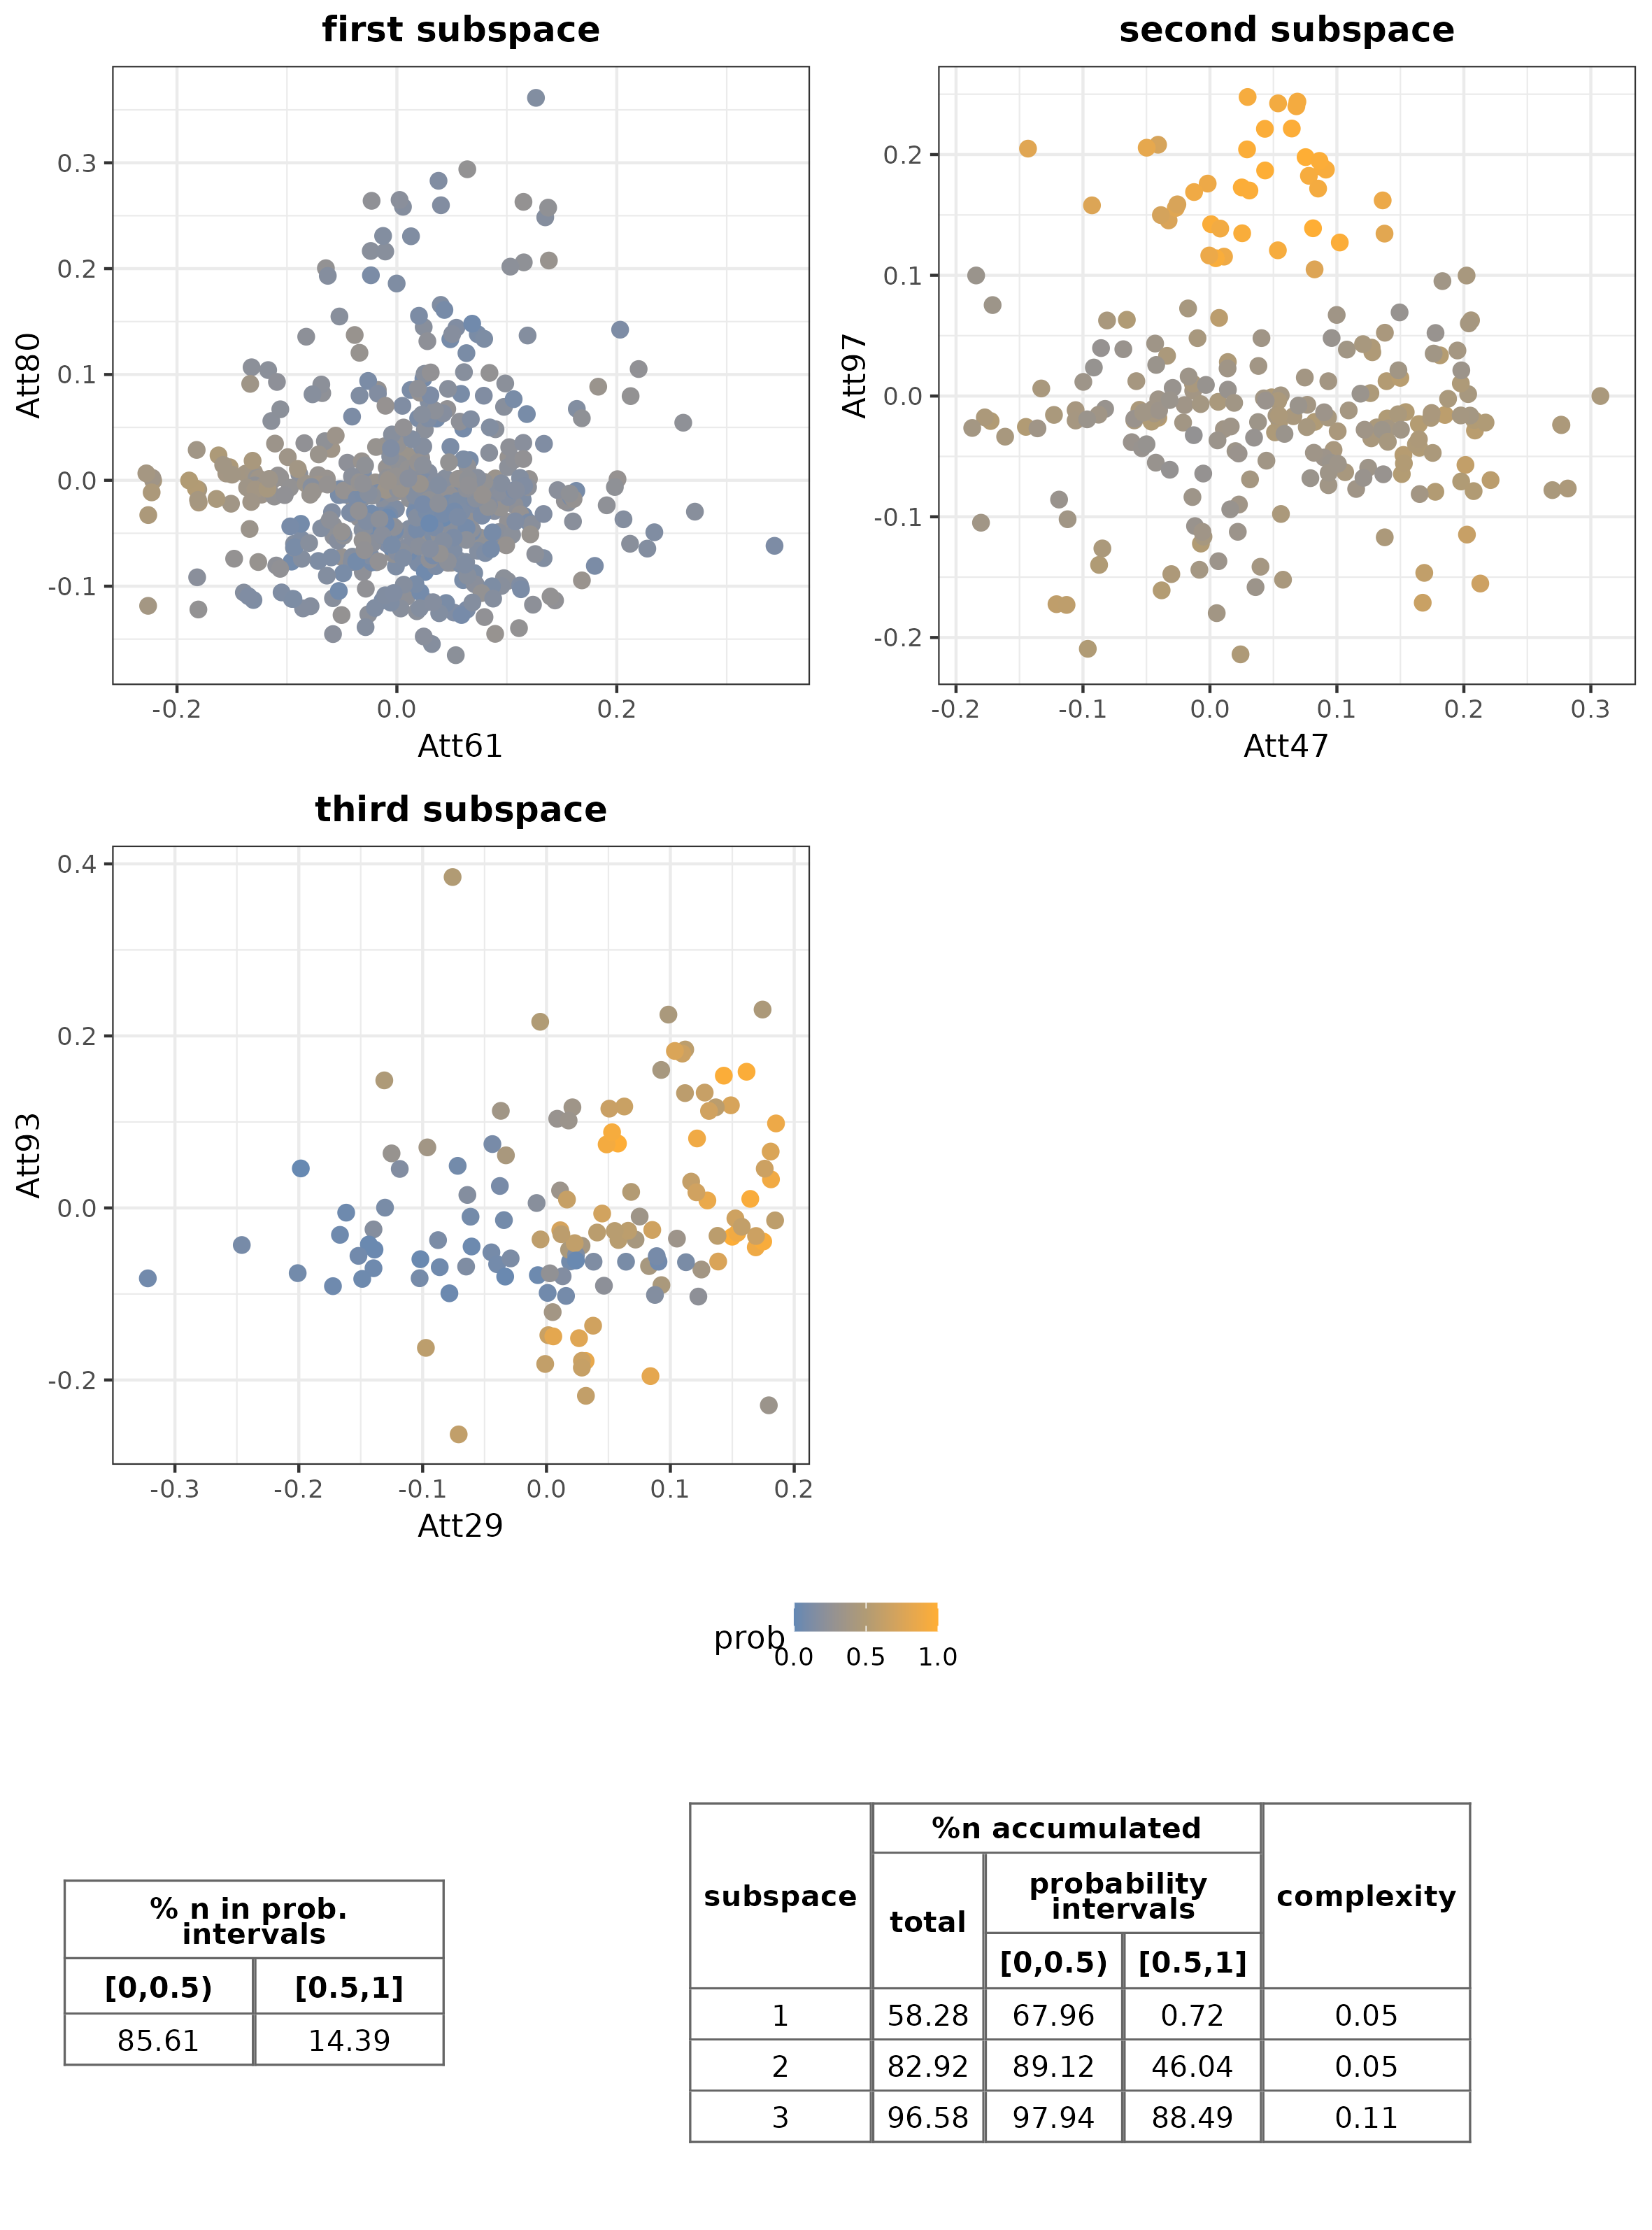 first subspace
0.3
0.2
0.1
0.0
-0.1
Att80
-0.2 0.0 0.2
Att61
second subspace
0.2
0.1
0.0
-0.1
-0.2
Att97
-0.2 -0.1 0.0 0.1 0.2 0.3
Att47
third subspace
0.4
0.2
0.0
-0.2
Att93
-0.3 -0.2 -0.1 0.0 0.1 0.2
Att29
prob
0.0 0.5 1.0
% n in prob.
intervals
[0,0.5) [0.5,1]
85.61 14.39
%n accumulated
subspace total probability
intervals complexity
[0,0.5) [0.5,1]
1 58.28 67.96 0.72 0.05
2 82.92 89.12 46.04 0.05
3 96.58 97.94 88.49 0.11